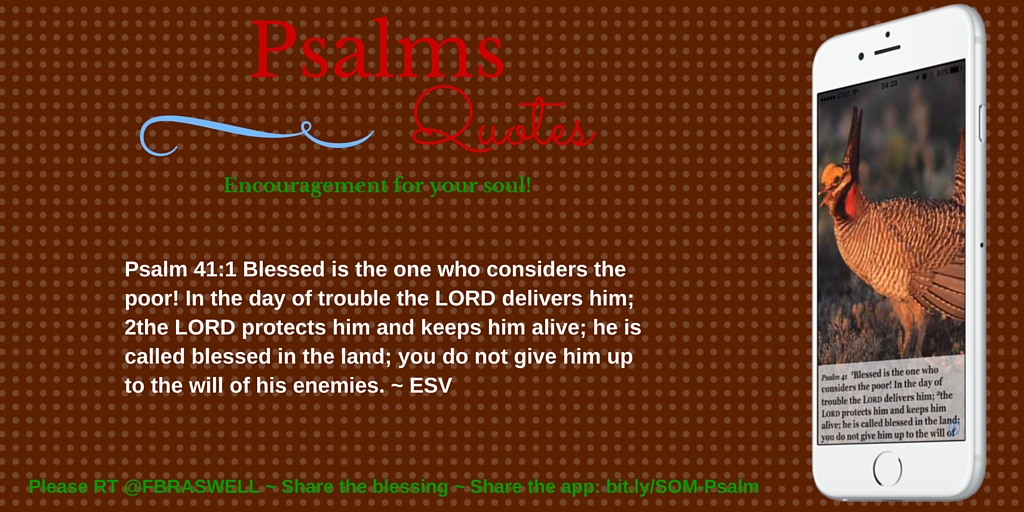 Psalms
Quotes
Encouragement for your soul!
Psalm 41:1 Blessed is the one who considers the
poor! In the day of trouble the LORD delivers him;
2the LORD protects him and keeps him alive; he is
called blessed in the land; you do not give him up
to the will of his enemies. ~ ESV
Please RT @FBRASWELL ~ Share the blessing ~ Share the app: bit.ly/SOM-Psalm
04:20
80%
Psalm 41 ¹Blessed is the one who
considers the poor! In the day of
trouble the LORD delivers him; ²the
LORD protects him and keeps him
alive; he is called blessed in the land;
you do not give him up to the will of